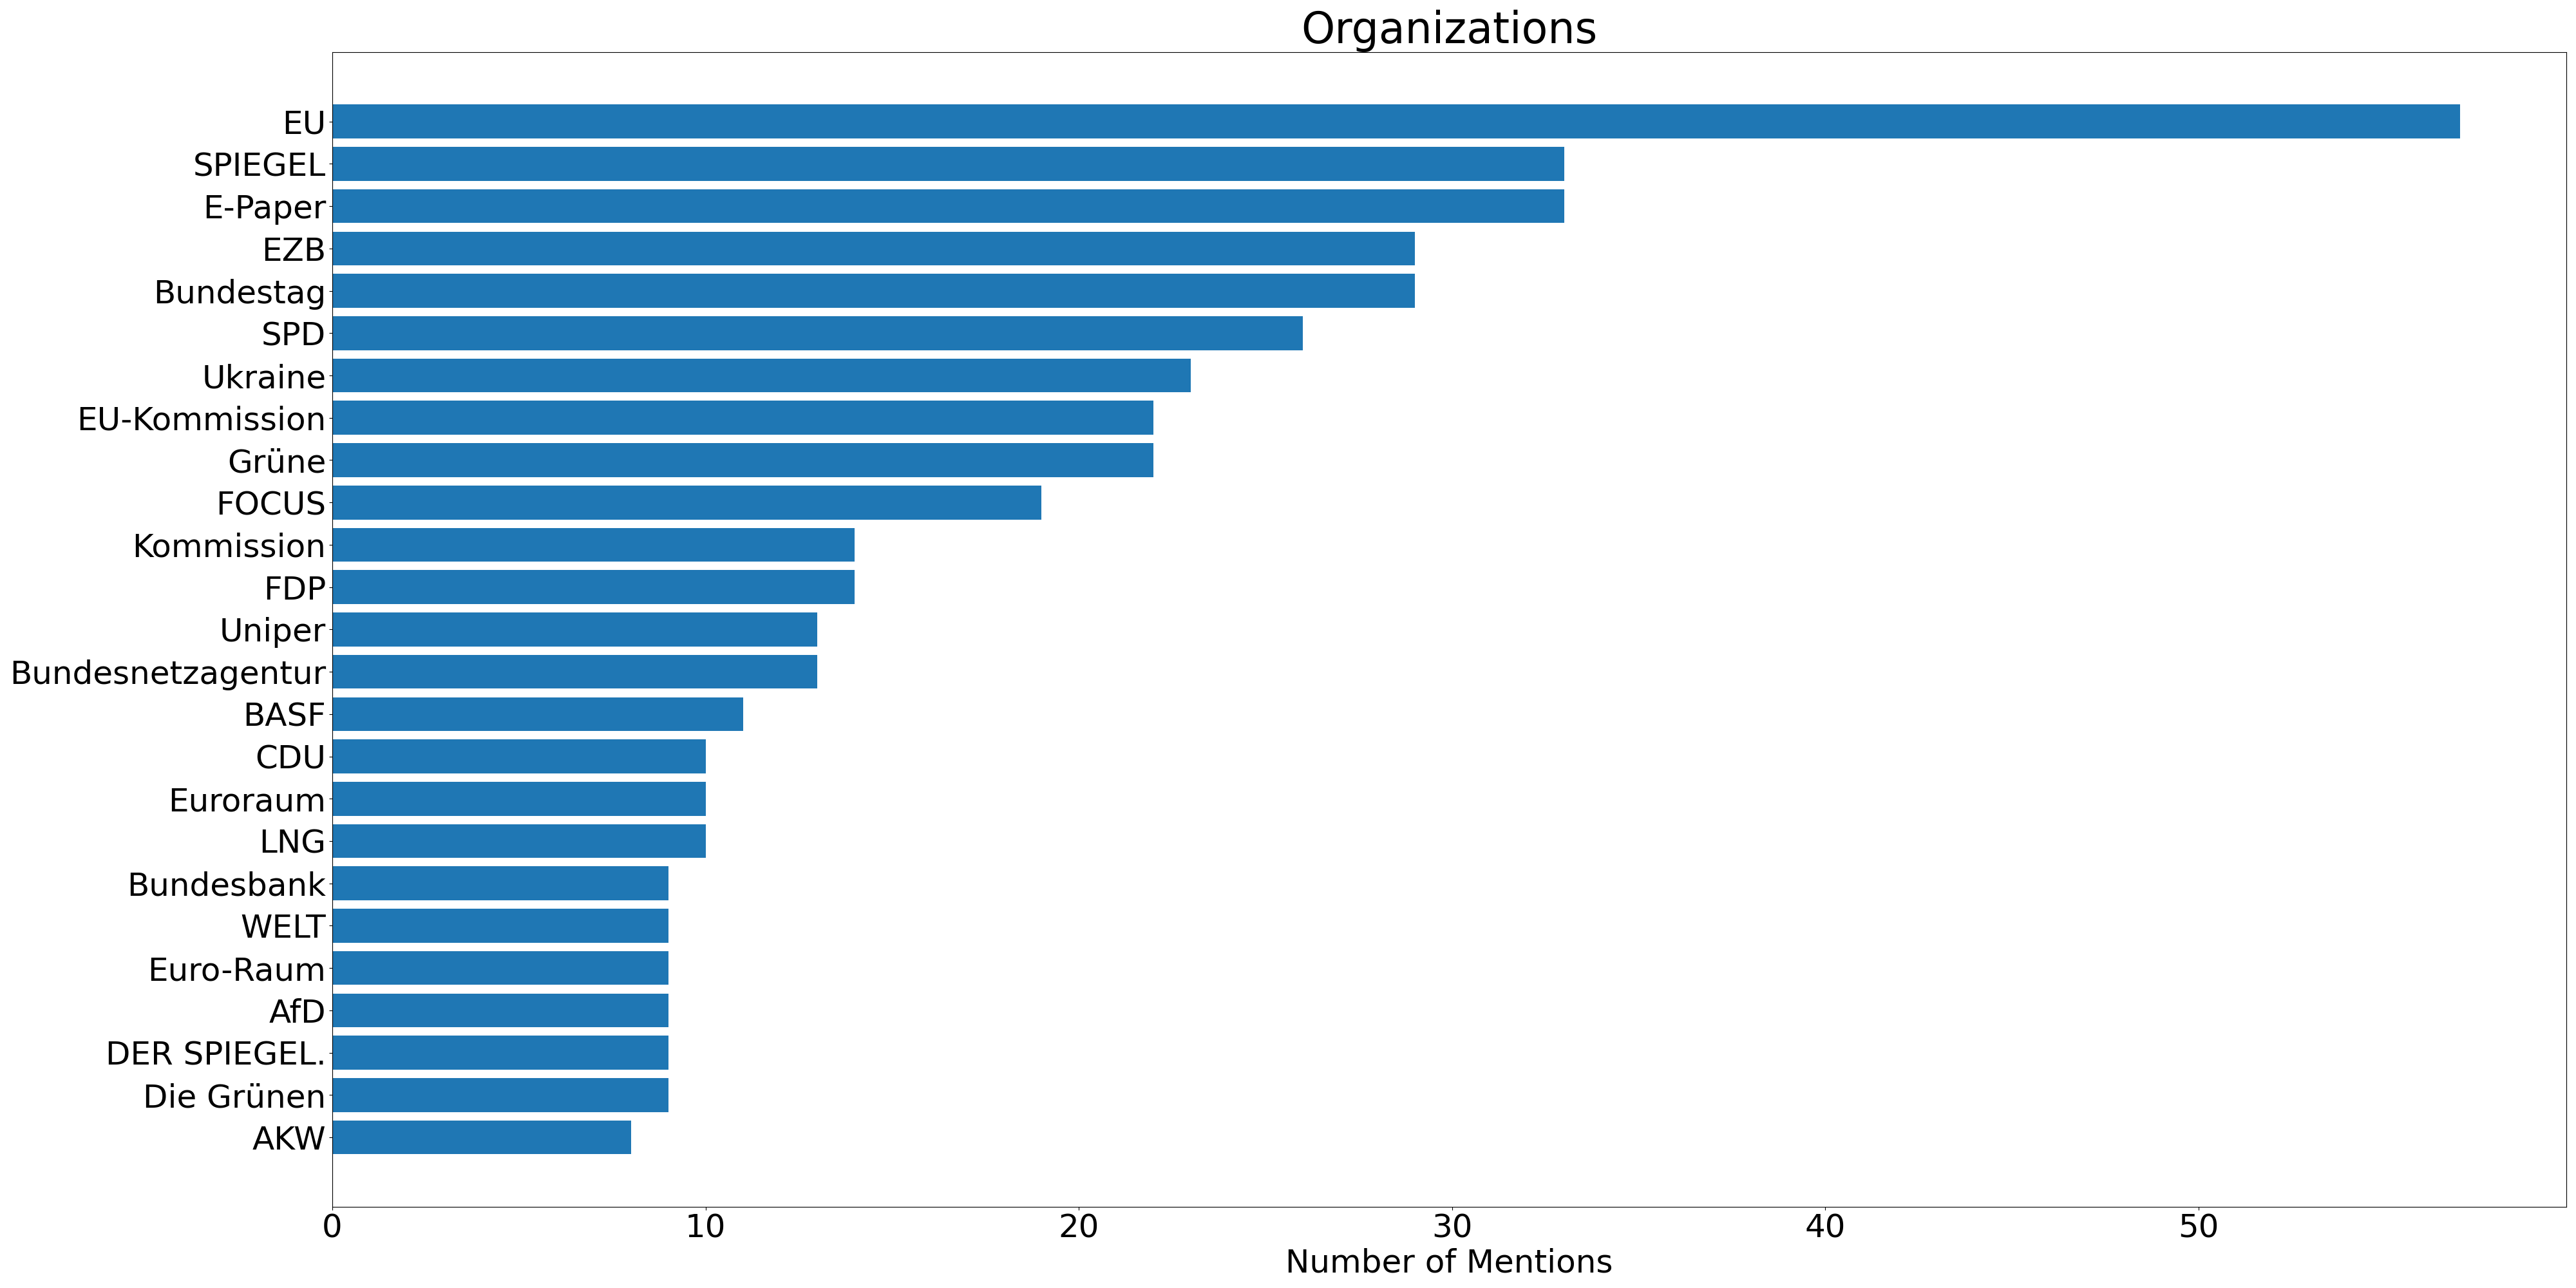 Organizations
EU
SPIEGEL
E-Paper
EZB
Bundestag
SPD
Ukraine
EU-Kommission
Grüne
FOCUS
Kommission
FDP
Uniper
Bundesnetzagentur
BASF
CDU
Euroraum
LNG
Bundesbank
WELT
Euro-Raum
AfD
DER SPIEGEL.
Die Grünen
AKW
0 10 20 30 40 50
Number of Mentions